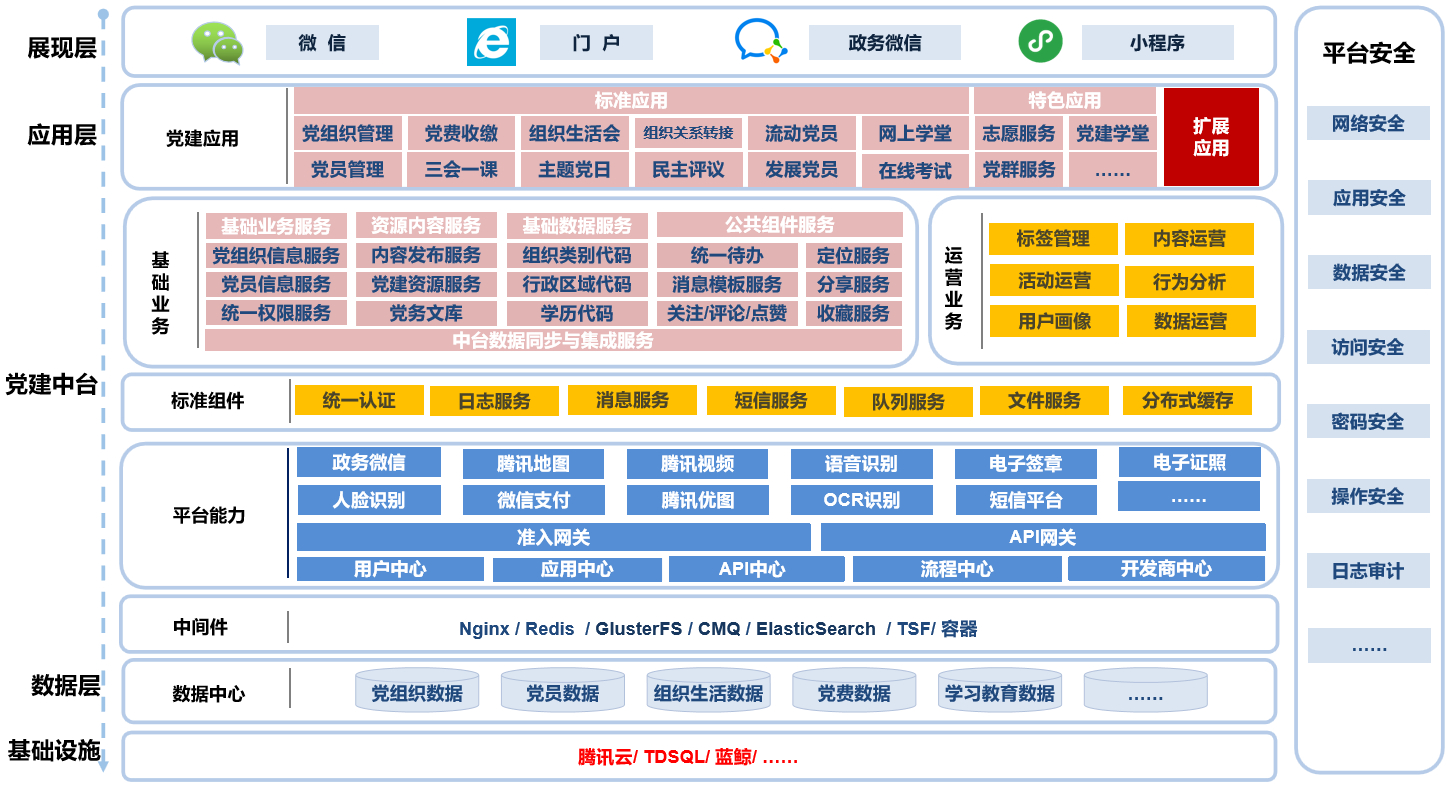 展现层
微 信
门 户
政务微信
小程序
应用层
党建应用
标准应用
特色应用
扩展
应用
党组织管理
党费收缴
组织生活会
组织关系转接
流动党员
网上学堂
志愿服务
党建学堂
党员管理
三会一课
主题党日
民主评议
发展党员
在线考试
党群服务
……
党建中台
基础业务
基础业务服务
资源内容服务
基础数据服务
公共组件服务
党组织信息服务
内容发布服务
组织类别代码
统一待办
定位服务
党员信息服务
党建资源服务
行政区域代码
消息模板服务
分享服务
统一权限服务
党务文库
学历代码
关注/评论/点赞
收藏服务
中台数据同步与集成服务
运营业务
标签管理
内容运营
活动运营
行为分析
用户画像
数据运营
标准组件
统一认证
日志服务
消息服务
短信服务
队列服务
文件服务
分布式缓存
平台能力
政务微信
腾讯地图
腾讯视频
语音识别
电子签章
电子证照
人脸识别
微信支付
腾讯优图
OCR识别
短信平台
……
准入网关
API网关
用户中心
应用中心
API中心
流程中心
开发商中心
中间件
Nginx / Redis / GlusterFS / CMQ / ElasticSearch / TSF/ 容器
数据层
数据中心
党组织数据
党员数据
组织生活数据
党费数据
学习教育数据
……
基础设施
腾讯云/ TDSQL/ 蓝鲸/ ……
平台安全
网络安全
应用安全
数据安全
访问安全
密码安全
操作安全
日志审计
……